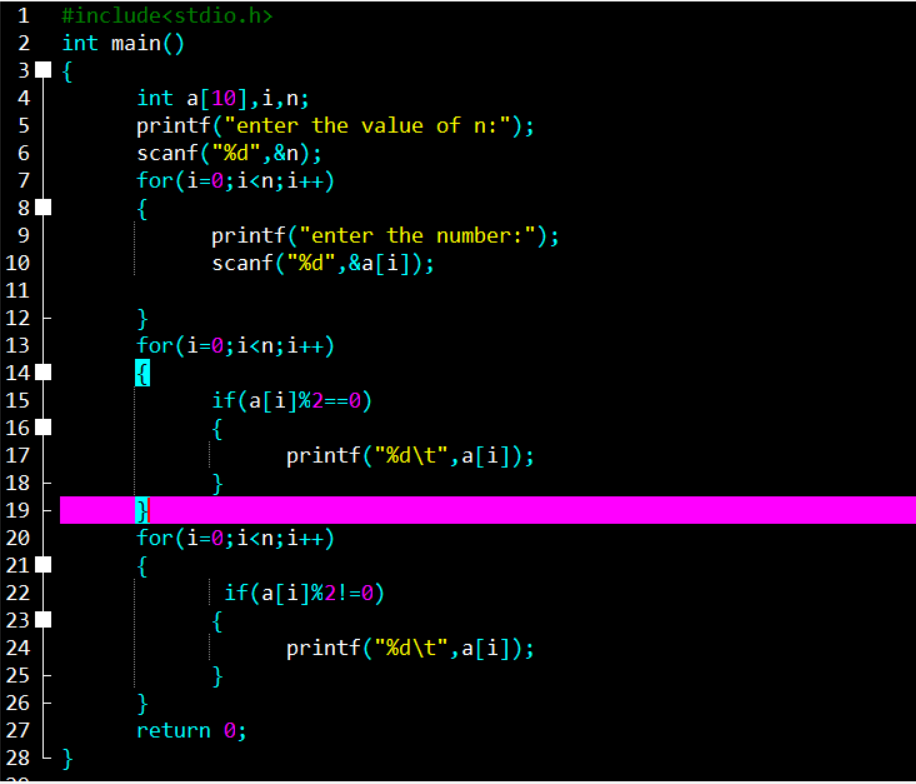 1 #include<stdio.h>
2 int main()
3 {
4 int a[10],i,n;
5 printf("enter the value of n:");
6 scanf("%d",&n);
7 for(i=0;i<n;i++)
8 {
9 printf("enter the number:");
10 scanf("%d",&a[i]);
11
12 }
13 for(i=0;i<n;i++)
14 {
15 if(a[i]%2==0)
16 {
17 printf("%d\t",a[i]);
18 }
19 }
20 for(i=0;i<n;i++)
21 {
22 if(a[i]%2!=0)
23 {
24 printf("%d\t",a[i]);
25 }
26 }
27 return 0;
28 }